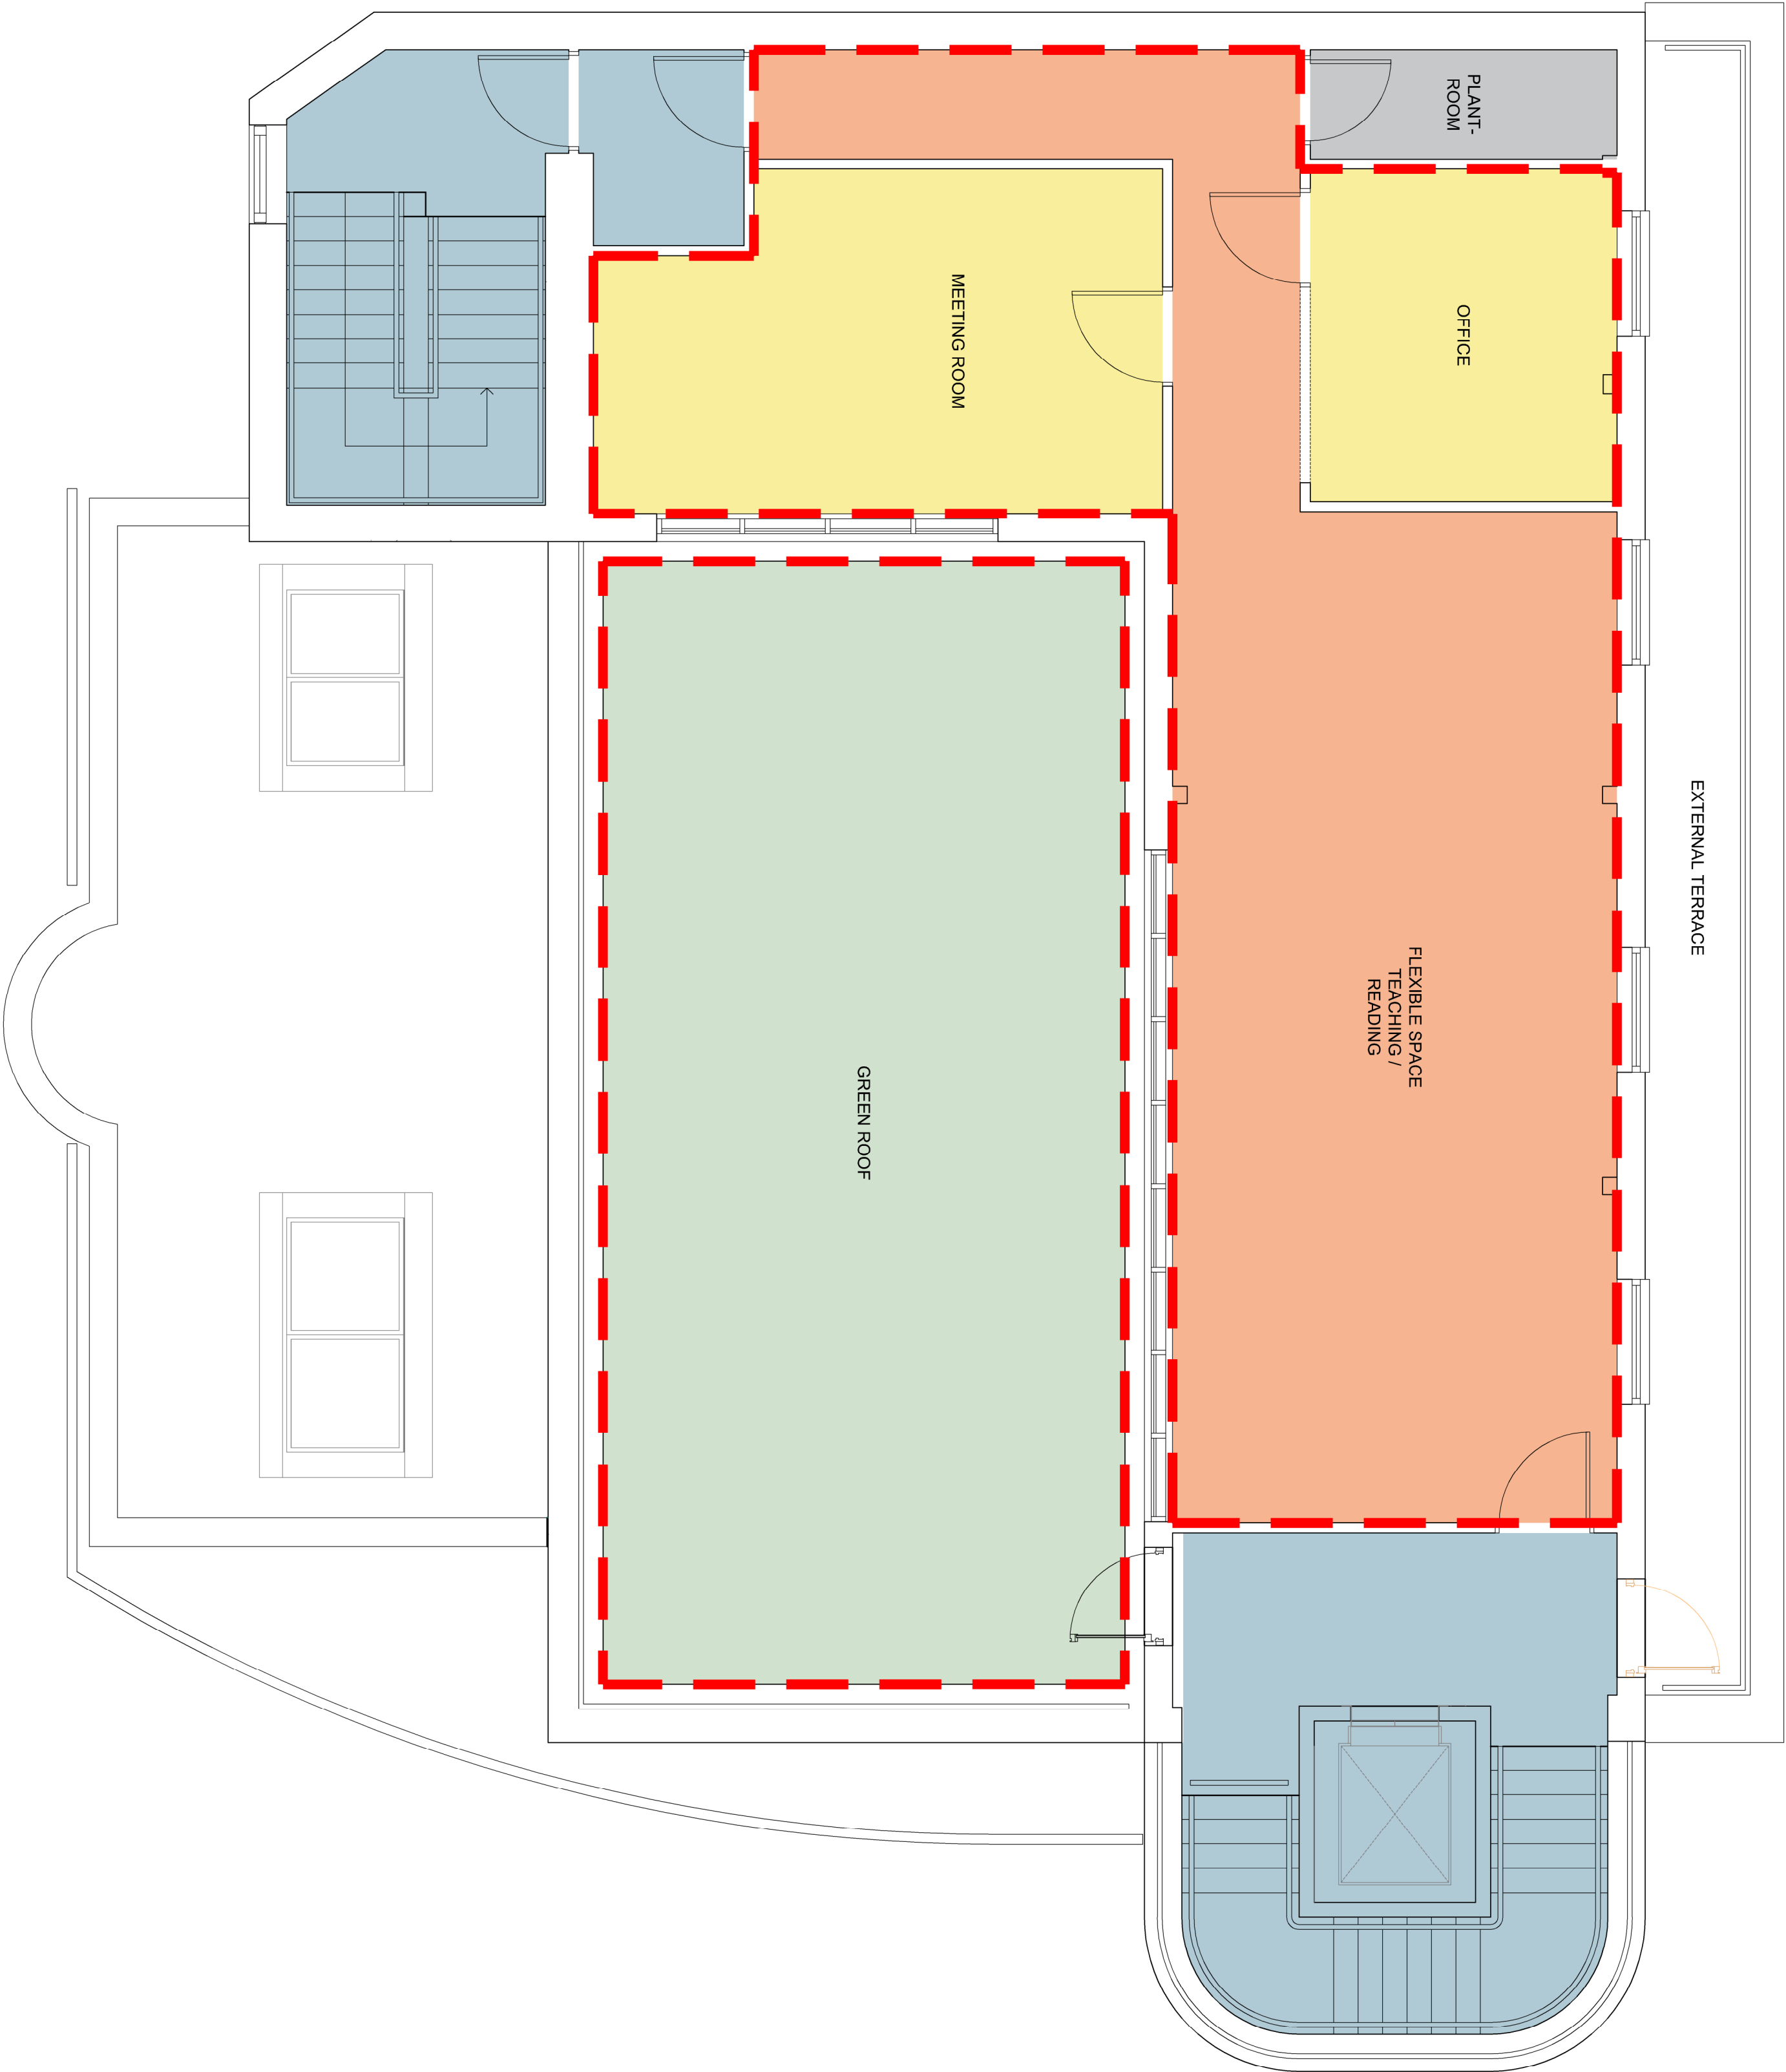 PLANT-
ROOM
OFFICE
MEETING ROOM
EXTERNAL TERRACE
FLEXIBLE SPACE
TEACHING /
READING
GREEN ROOF